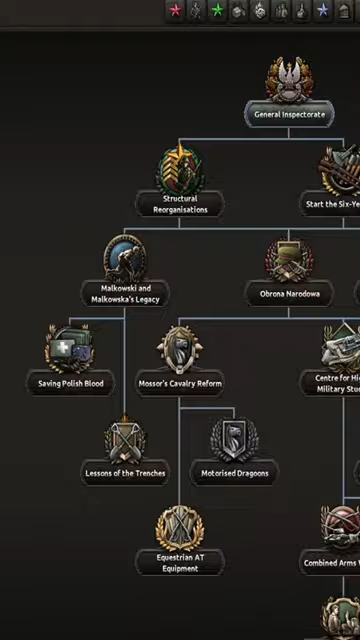 General Inspectorate
Structural
Reorganisations
Start the Six-Ye
Malkowski and
Malkowska's Legacy
Obrona Narodowa
Saving Polish Blood
Mossor's Cavalry Reform
Centre for Hi
Military Stu
Lessons of the Trenches
Motorised Dragoons
Equestrian AT
Equipment
Combined Arms